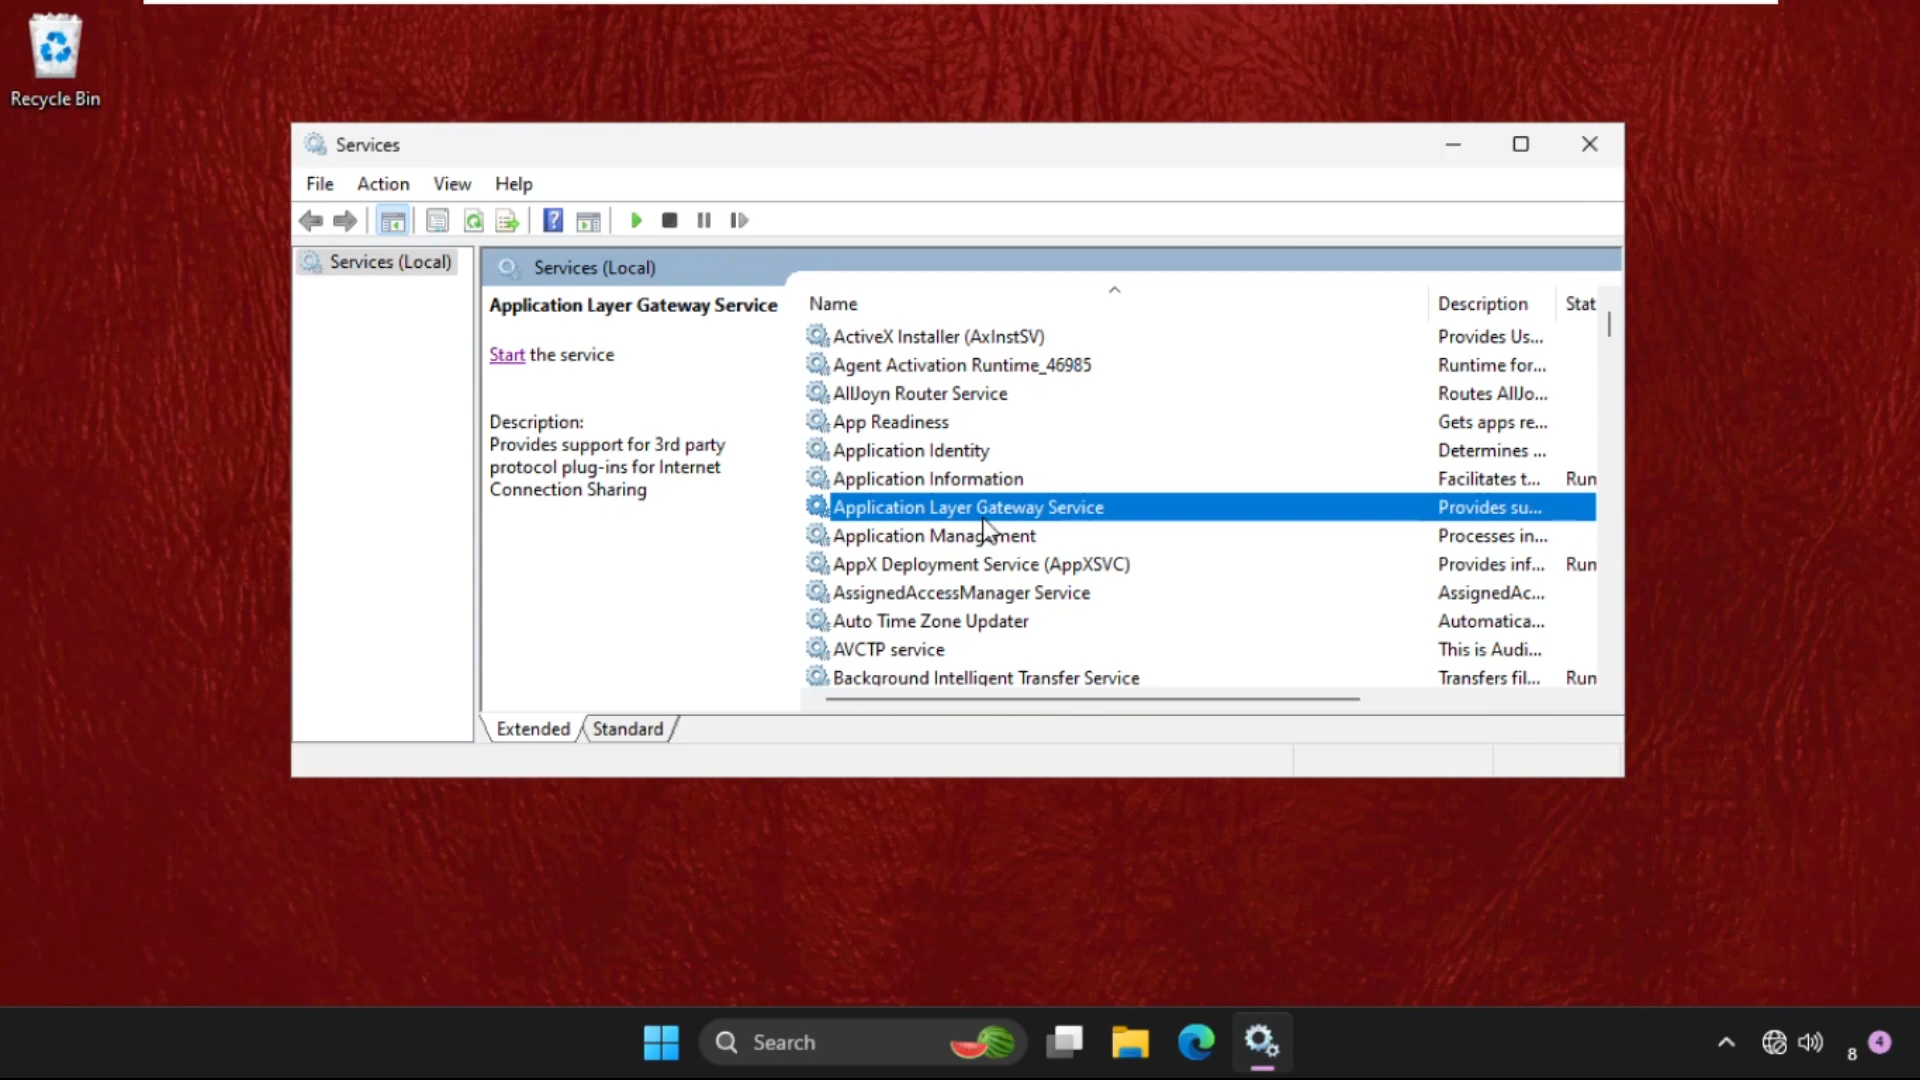 Recycle Bin
Services
File Action View Help
Services (Local)
Services (Local)
Application Layer Gateway Service
Start the service
Description:
Provides support for 3rd party
protocol plug-ins for Internet
Connection Sharing
Name Description Stat
ActiveX Installer (AxInstSV) Provides Us...
Agent Activation Runtime_46985 Runtime for...
AllJoyn Router Service Routes AllJo...
App Readiness Gets apps re...
Application Identity Determines ...
Application Information Facilitates t... Run
Application Layer Gateway Service Provides su...
Application Management Processes in...
AppX Deployment Service (AppXSVC) Provides inf... Run
AssignedAccessManager Service AssignedAc...
Auto Time Zone Updater Automatica...
AVCTP service This is Audi...
Background Intelligent Transfer Service Transfers fil... Run
Extended Standard
Search
8 4